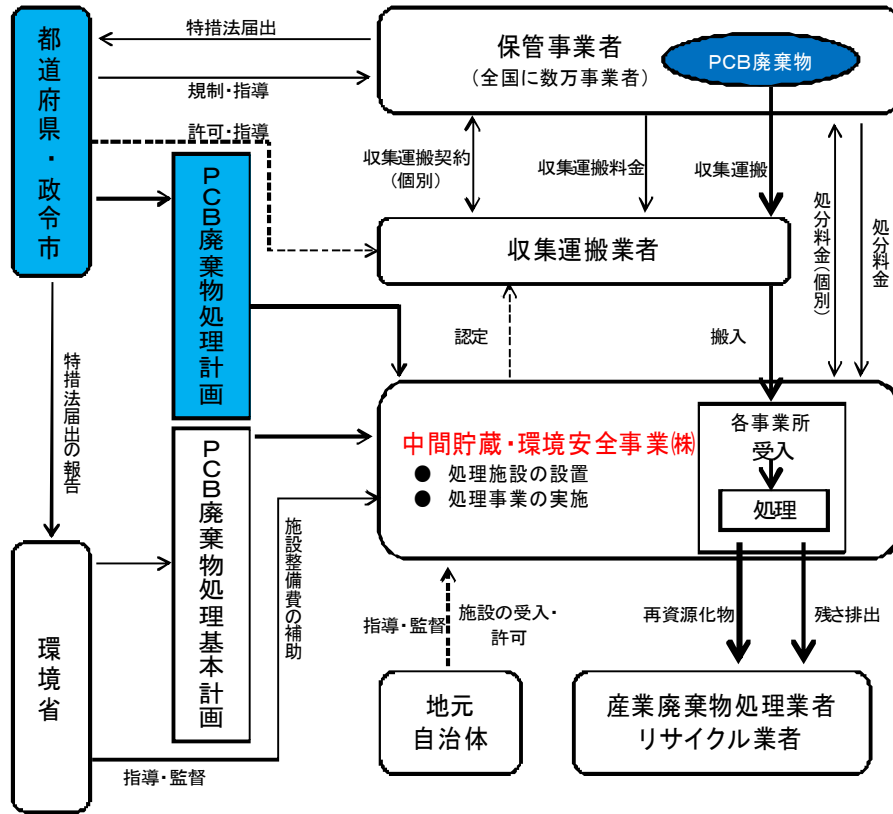 特措法届出
都道府県・政令市
保管事業者
(全国に数万事業者)
PCB廃棄物
規制・指導
許可・指導
収集運搬契約
(個別)
収集運搬料金
収集運搬
処分料金(個別)
処分料金
PCB廃棄物処理計画
収集運搬業者
認定
搬入
特措法届出の報告
中間貯蔵・環境安全事業㈱
● 処理施設の設置
● 処理事業の実施
各事業所
受入
処理
PCB廃棄物処理基本計画
施設整備費の補助
環境省
指導・監督
施設の受入・
許可
再資源化物
残さ排出
地元
自治体
産業廃棄物処理業者
リサイクル業者
指導・監督